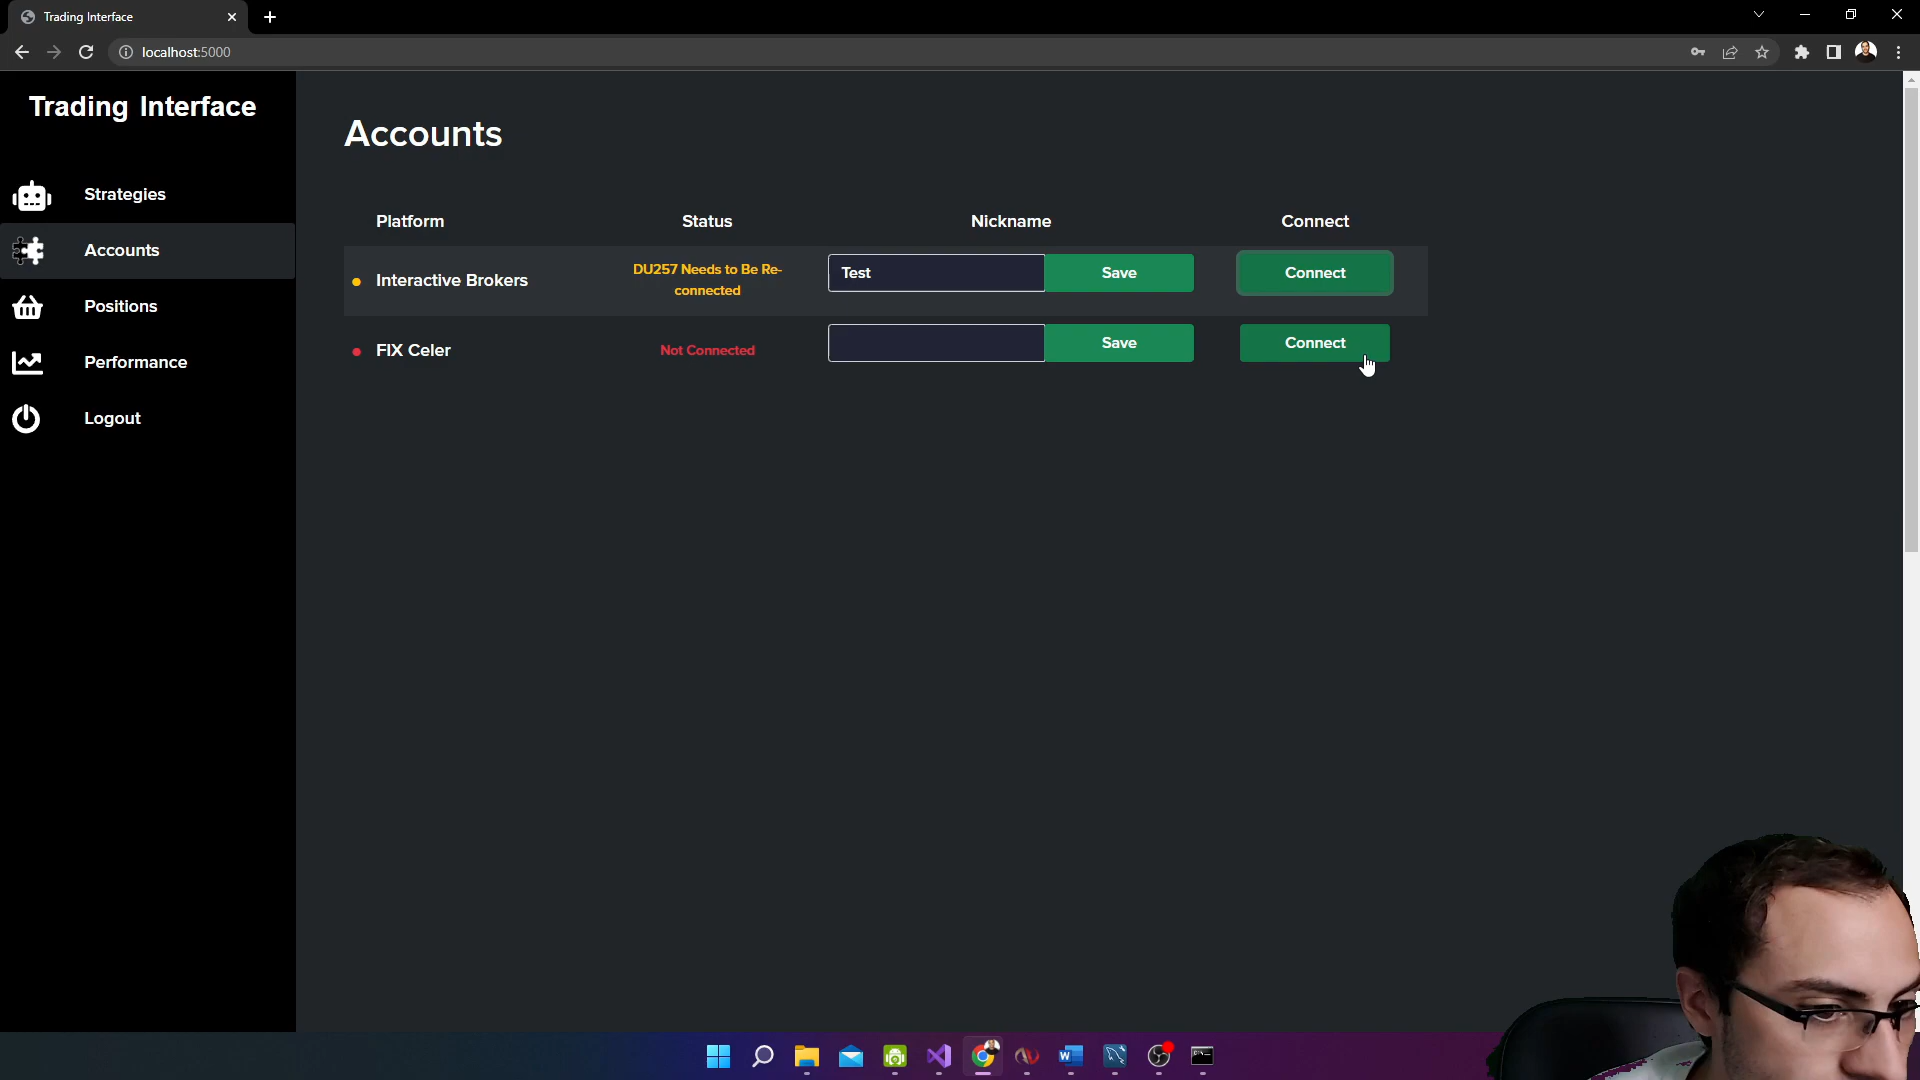 Trading Interface
localhost:5000
Trading Interface
Strategies
Accounts
Positions
Performance
Logout
Accounts
Platform Status Nickname Connect
Interactive Brokers
DU257 Needs to Be Re-
connected
Test
Save
Connect
FIX Celer
Not Connected
Save
Connect